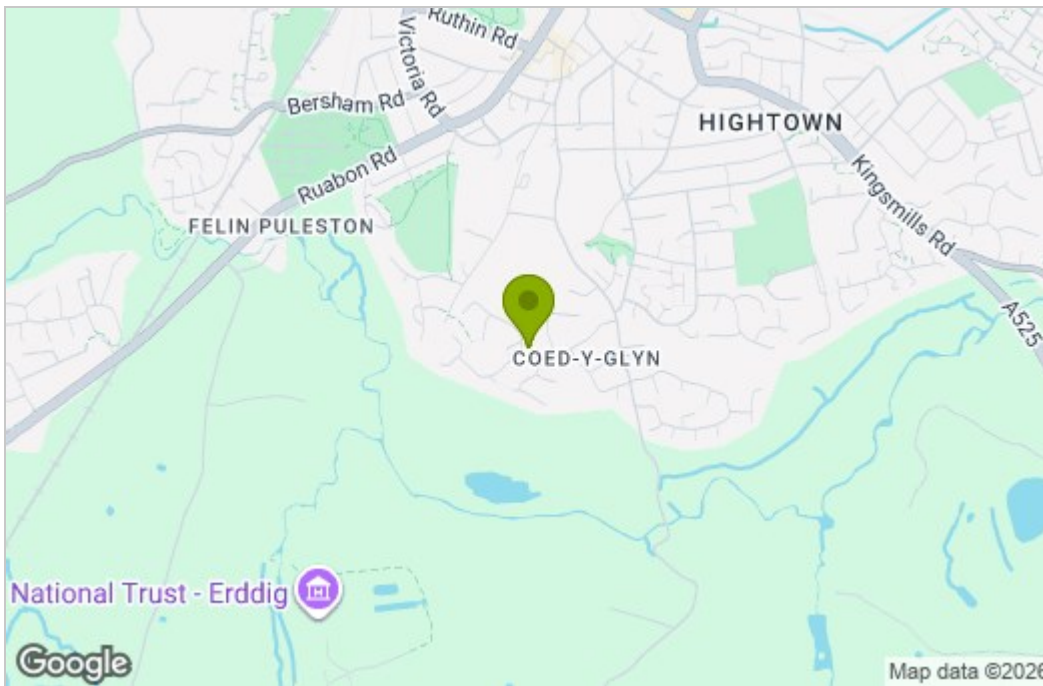 Ruthin Rd
Victoria Rd
Bersham Rd
HIGHTOWN
Ruabon Rd
Kingsmills Rd
FELIN PULESTON
A525
COED-Y-GLYN
National Trust - Erddig
Google
Map data ©2026